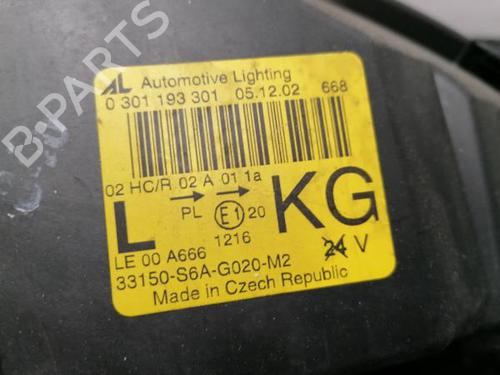 AL Automotive Lighting
0 301 193 301 05.12.02 668
02 HC/R 02 A 01 1a
L PL E1 20 KG
LE 00 A666 1216 24 V
33150-S6A-G020-M2
Made in Czech Republic
B-PARTS